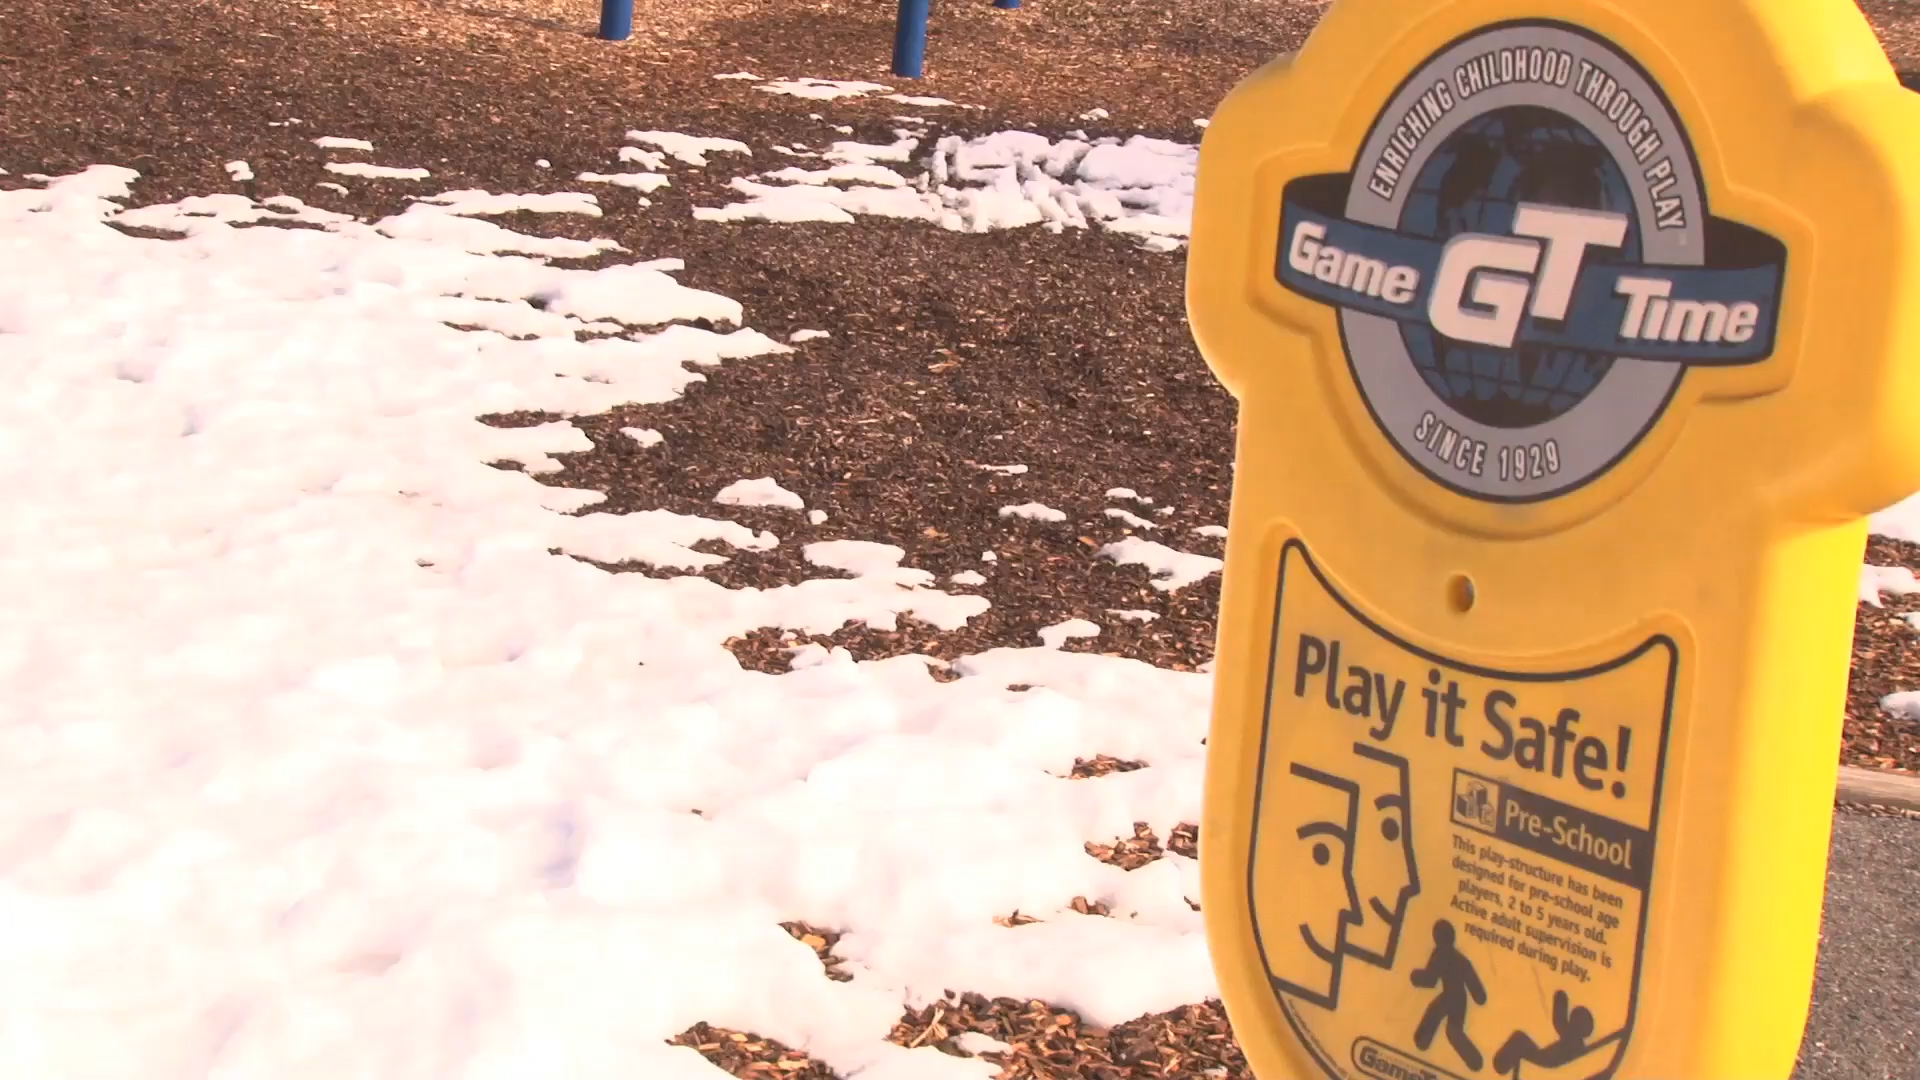 ENRICHING CHILDHOOD THROUGH PLAY
Game GT Time
SINCE 1929
Play it Safe!
Pre-School
This play-structure has been
designed for pre-school age
players, 2 to 5 years old.
Active adult supervision is
required during play.